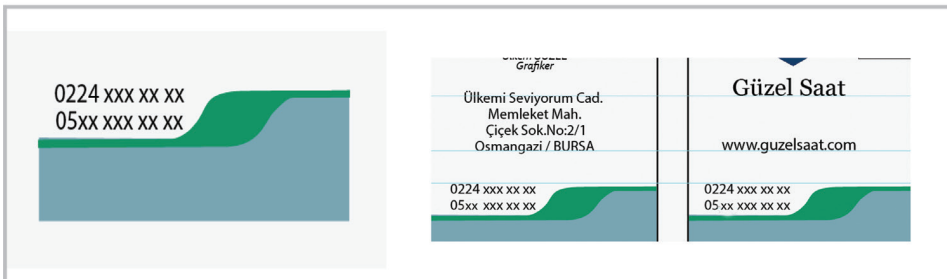 0224 xxx xx xx
05xx xxx xx xx
Grafiker
Ülkemi Seviyorum Cad.
Memleket Mah.
Çiçek Sok.No:2/1
Osmangazi / BURSA
0224 xxx xx xx
05xx xxx xx xx
Güzel Saat
www.guzelsaat.com
0224 xxx xx xx
05xx xxx xx xx